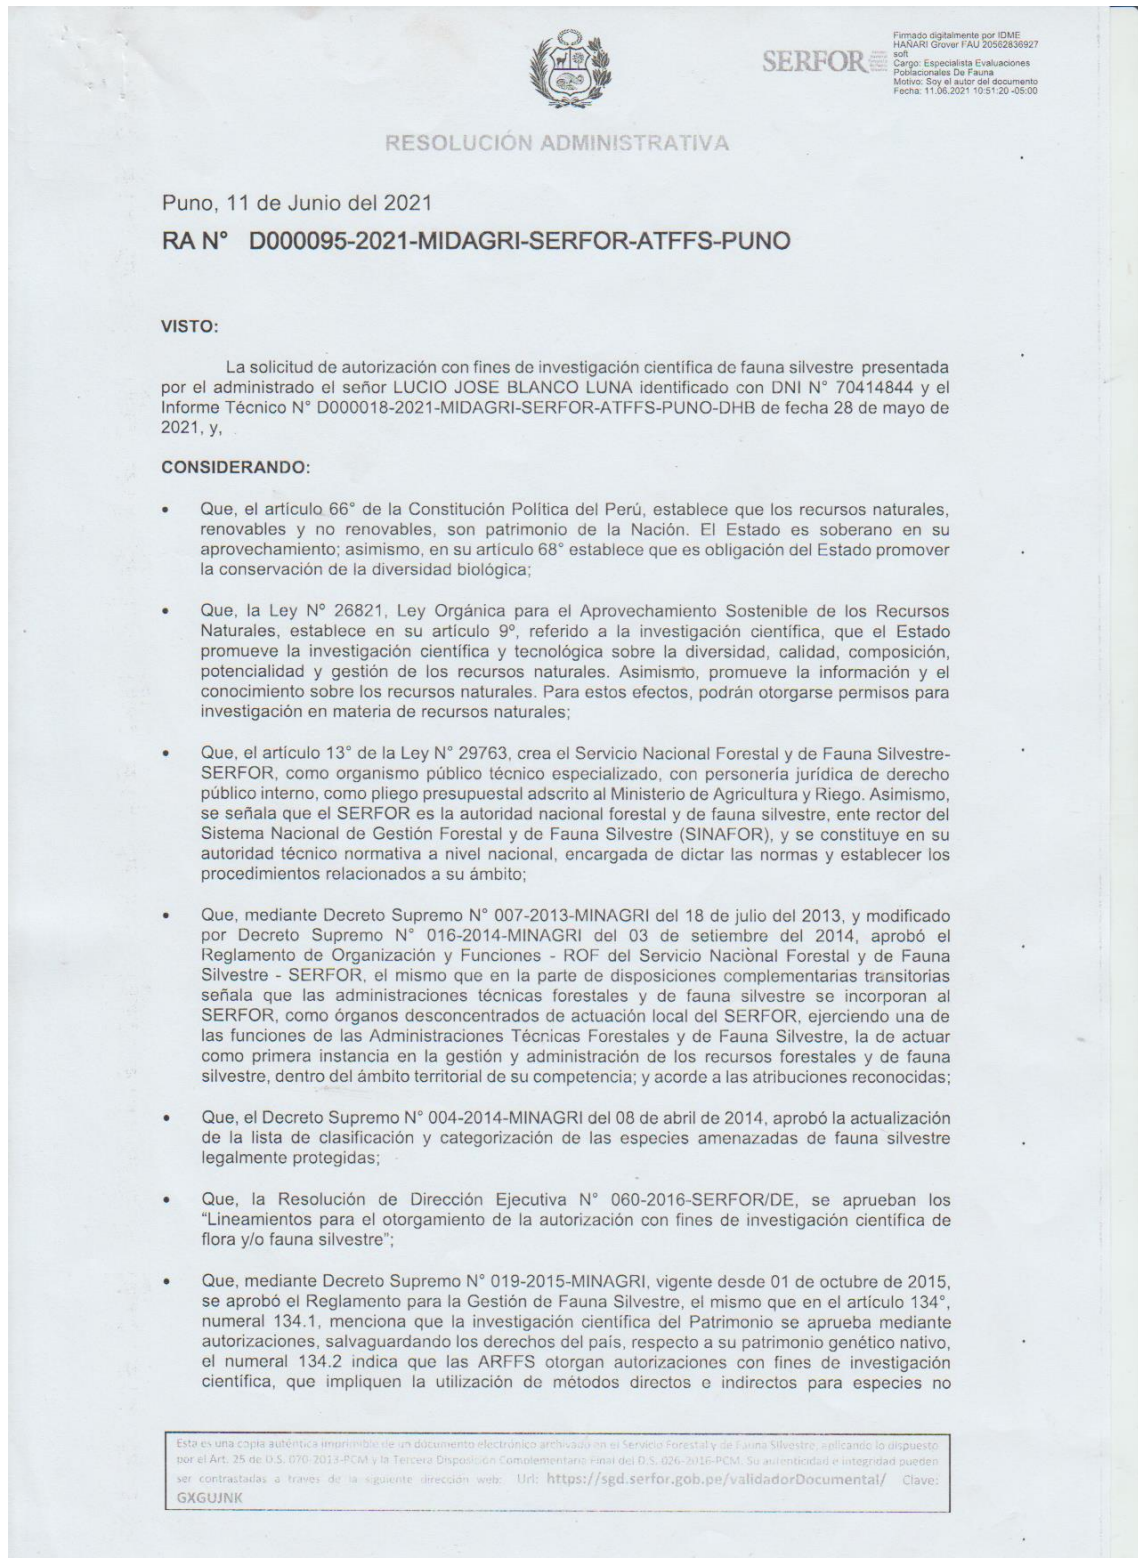 Firmado digitalmente por IDME
HAÑARI Grover FAU 20562836927
soft
Cargo: Especialista Evaluaciones
Poblacionales De Fauna
Motivo: Soy el autor del documento
Fecha: 11.06.2021 10:51:20 -05:00
SERFOR
RESOLUCIÓN ADMINISTRATIVA
Puno, 11 de Junio del 2021
RA N° D000095-2021-MIDAGRI-SERFOR-ATFFS-PUNO
VISTO:
La solicitud de autorización con fines de investigación científica de fauna silvestre presentada
por el administrado el señor LUCIO JOSE BLANCO LUNA identificado con DNI N° 70414844 y el
Informe Técnico N° D000018-2021-MIDAGRI-SERFOR-ATFFS-PUNO-DHB de fecha 28 de mayo de
2021, y,
CONSIDERANDO:
• Que, el artículo 66° de la Constitución Política del Perú, establece que los recursos naturales,
renovables y no renovables, son patrimonio de la Nación. El Estado es soberano en su
aprovechamiento; asimismo, en su artículo 68° establece que es obligación del Estado promover
la conservación de la diversidad biológica;
• Que, la Ley Nº 26821, Ley Orgánica para el Aprovechamiento Sostenible de los Recursos
Naturales, establece en su artículo 9º, referido a la investigación científica, que el Estado
promueve la investigación científica y tecnológica sobre la diversidad, calidad, composición,
potencialidad y gestión de los recursos naturales. Asimismo, promueve la información y el
conocimiento sobre los recursos naturales. Para estos efectos, podrán otorgarse permisos para
investigación en materia de recursos naturales;
• Que, el artículo 13° de la Ley N° 29763, crea el Servicio Nacional Forestal y de Fauna Silvestre-
SERFOR, como organismo público técnico especializado, con personería jurídica de derecho
público interno, como pliego presupuestal adscrito al Ministerio de Agricultura y Riego. Asimismo,
se señala que el SERFOR es la autoridad nacional forestal y de fauna silvestre, ente rector del
Sistema Nacional de Gestión Forestal y de Fauna Silvestre (SINAFOR), y se constituye en su
autoridad técnico normativa a nivel nacional, encargada de dictar las normas y establecer los
procedimientos relacionados a su ámbito;
• Que, mediante Decreto Supremo N° 007-2013-MINAGRI del 18 de julio del 2013, y modificado
por Decreto Supremo N° 016-2014-MINAGRI del 03 de setiembre del 2014, aprobó el
Reglamento de Organización y Funciones - ROF del Servicio Nacional Forestal y de Fauna
Silvestre - SERFOR, el mismo que en la parte de disposiciones complementarias transitorias
señala que las administraciones técnicas forestales y de fauna silvestre se incorporan al
SERFOR, como órganos desconcentrados de actuación local del SERFOR, ejerciendo una de
las funciones de las Administraciones Técnicas Forestales y de Fauna Silvestre, la de actuar
como primera instancia en la gestión y administración de los recursos forestales y de fauna
silvestre, dentro del ámbito territorial de su competencia; y acorde a las atribuciones reconocidas;
• Que, el Decreto Supremo N° 004-2014-MINAGRI del 08 de abril de 2014, aprobó la actualización
de la lista de clasificación y categorización de las especies amenazadas de fauna silvestre
legalmente protegidas;
• Que, la Resolución de Dirección Ejecutiva N° 060-2016-SERFOR/DE, se aprueban los
“Lineamientos para el otorgamiento de la autorización con fines de investigación científica de
flora y/o fauna silvestre”;
• Que, mediante Decreto Supremo N° 019-2015-MINAGRI, vigente desde 01 de octubre de 2015,
se aprobó el Reglamento para la Gestión de Fauna Silvestre, el mismo que en el artículo 134°,
numeral 134.1, menciona que la investigación científica del Patrimonio se aprueba mediante
autorizaciones, salvaguardando los derechos del país, respecto a su patrimonio genético nativo,
el numeral 134.2 indica que las ARFFS otorgan autorizaciones con fines de investigación
científica, que impliquen la utilización de métodos directos e indirectos para especies no
Esta es una copia auténtica imprimible de un documento electrónico archivado en el Servicio Forestal y de Fauna Silvestre, aplicando lo dispuesto
por el Art. 25 de D.S. 070-2013-PCM y la Tercera Disposición Complementaria Final del D.S. 026-2016-PCM. Su autenticidad e integridad pueden
ser contrastadas a través de la siguiente dirección web: Url: https://sgd.serfor.gob.pe/validadorDocumental/ Clave:
GXGUJNK